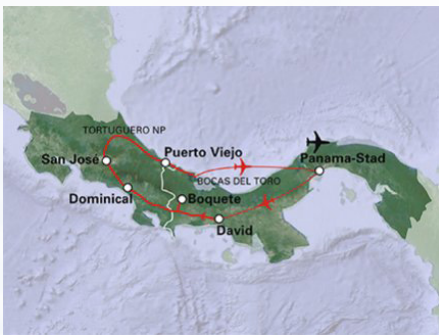 TORTUGUERO NP
San José
Puerto Viejo
Panama-Stad
BOCAS DEL TORO
Dominical
Boquete
David